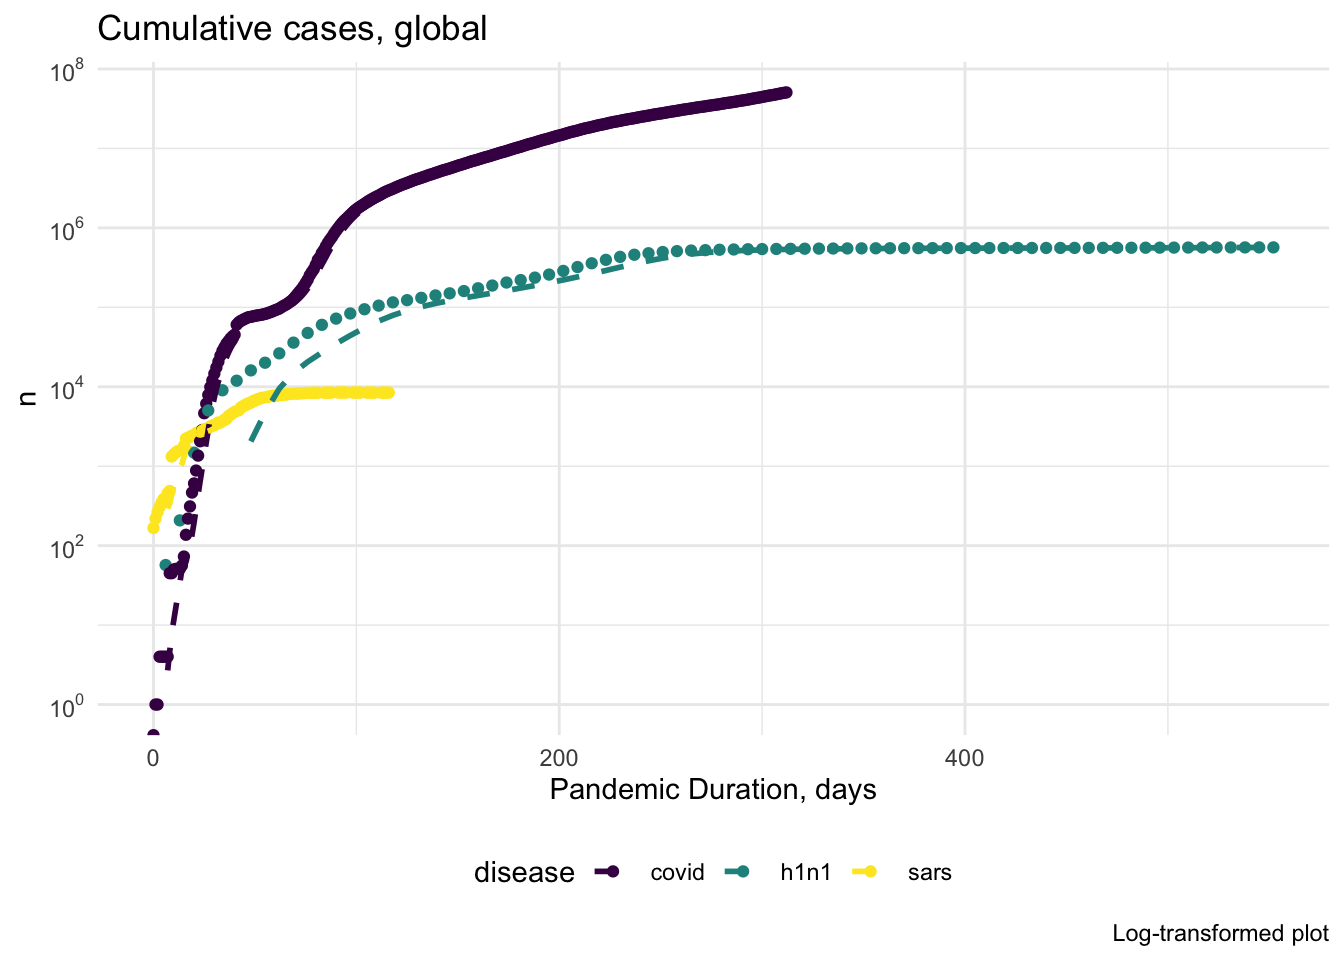 Cumulative cases, global
n
10^8
10^6
10^4
10^2
10^0
0 200 400
Pandemic Duration, days
disease covid h1n1 sars
Log-transformed plot